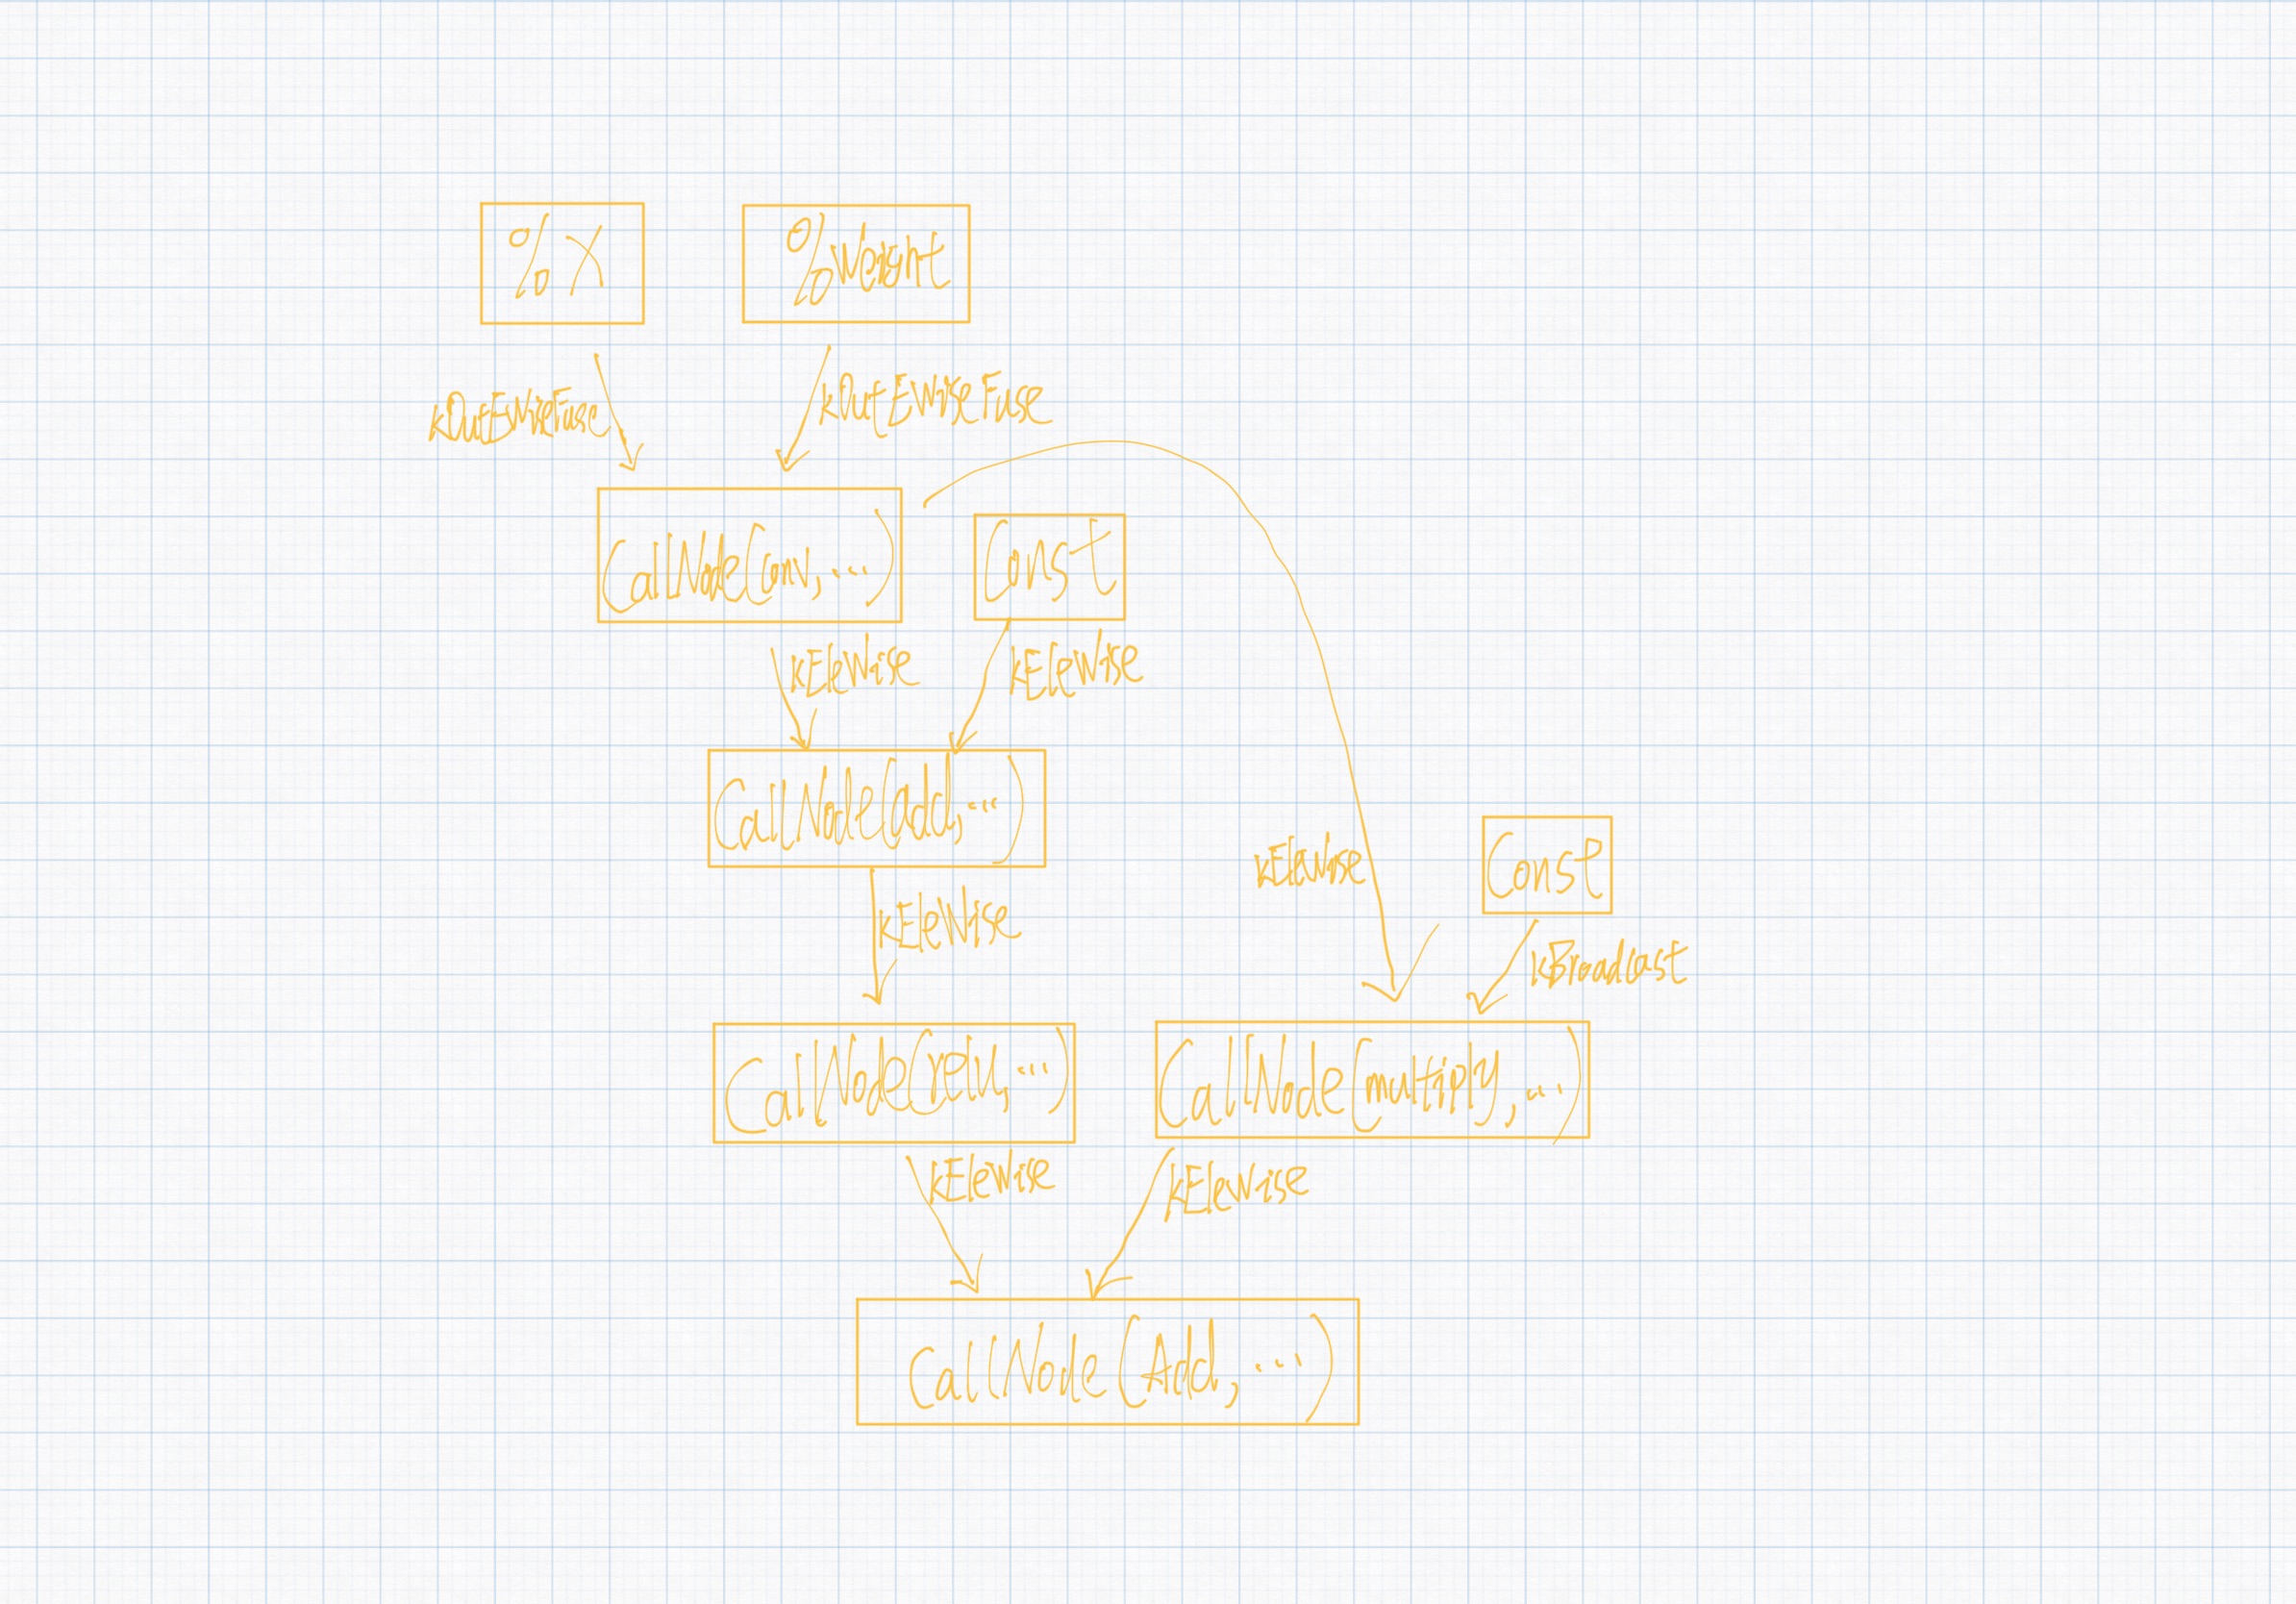 %X
%Weight
kOutEwiseFuse
kOutEwiseFuse
CallNode(conv,...)
Const
kEleWise
kEleWise
CallNode(add,...)
kEleWise
Const
kEleWise
kBroadcast
CallNode(relu,...)
CallNode(multiply,...)
kEleWise
kEleWise
CallNode(Add,...)